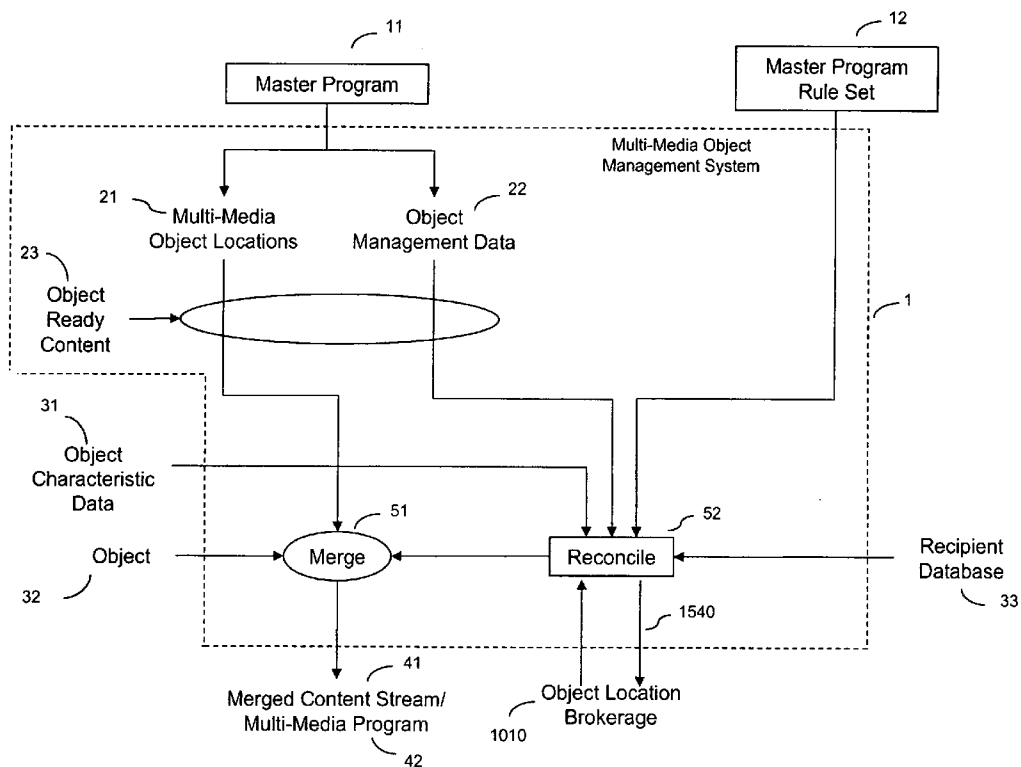 11
12
Master Program
Master Program
Rule Set
Multi-Media Object
Management System
21
22
Multi-Media
Object Locations
Object
Management Data
23
Object
Ready
Content
1
31
Object
Characteristic
Data
51
52
Object
Merge
Reconcile
Recipient
Database
32
33
1540
41
Merged Content Stream/
Multi-Media Program
Object Location
Brokerage
1010
42